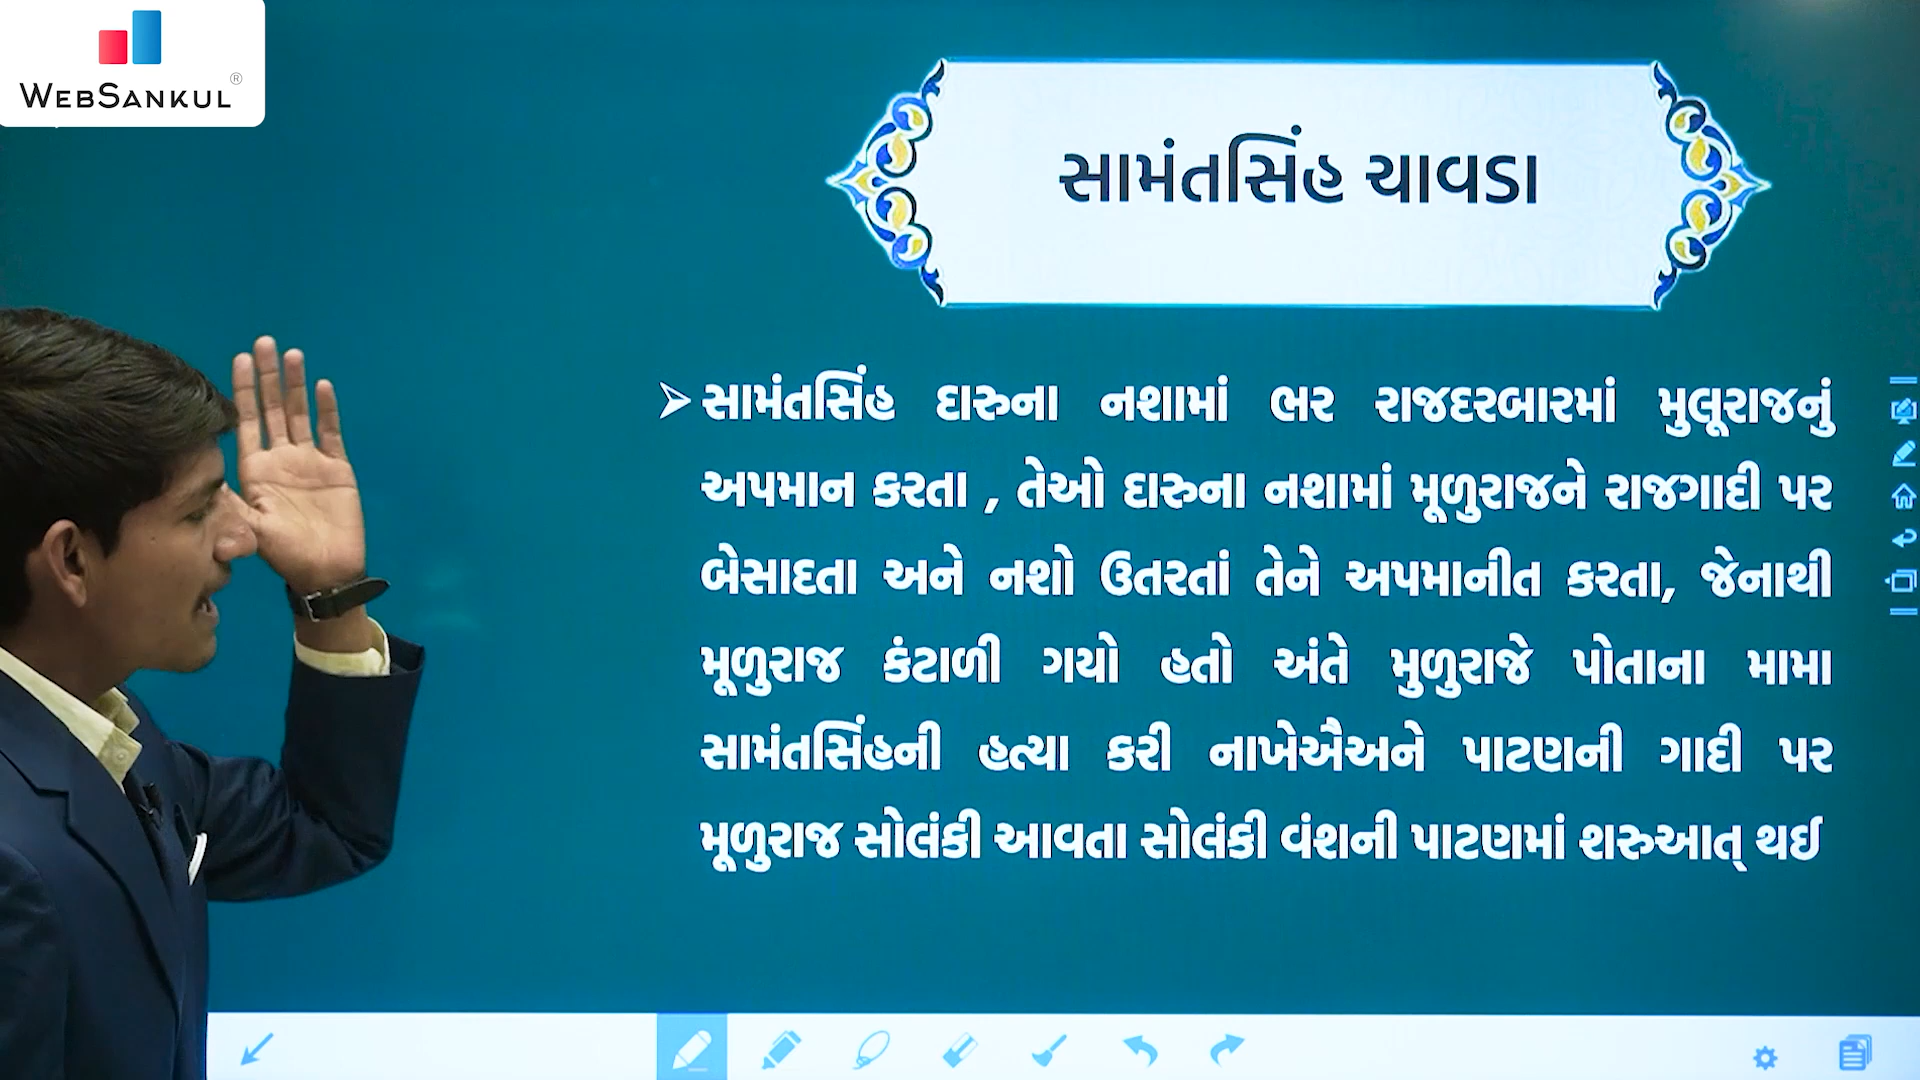 WEBSANKUL®
સામંતસિંહ ચાવડા
➢ સામંતસિંહ દારુના નશામાં ભર રાજદરબારમાં મુલૂરાજનું
અપમાન કરતા , તેઓ દારુના નશામાં મૂળુરાજને રાજગાદી પર
બેસાદતા અને નશો ઉતરતાં તેને અપમાનીત કરતા, જેનાથી
મૂળુરાજ કંટાળી ગયો હતો અંતે મુળુરાજે પોતાના મામા
સામંતસિંહની હત્યા કરી નાખેઐઅને પાટણની ગાદી પર
મૂળુરાજ સોલંકી આવતા સોલંકી વંશની પાટણમાં શરુઆત્ થઈ